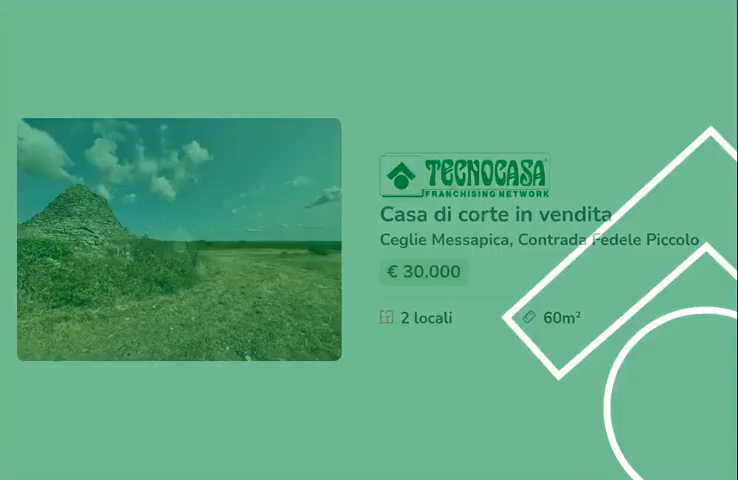 TECNOCASA
FRANCHISING NETWORK
Casa di corte in vendita
Ceglie Messapica, Contrada Fedele Piccolo
€ 30.000
2 locali
60m²